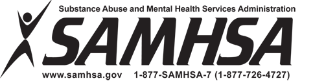 Substance Abuse and Mental Health Services Administration
SAMHSA
www.samhsa.gov 1-877-SAMHSA-7 (1-877-726-4727)